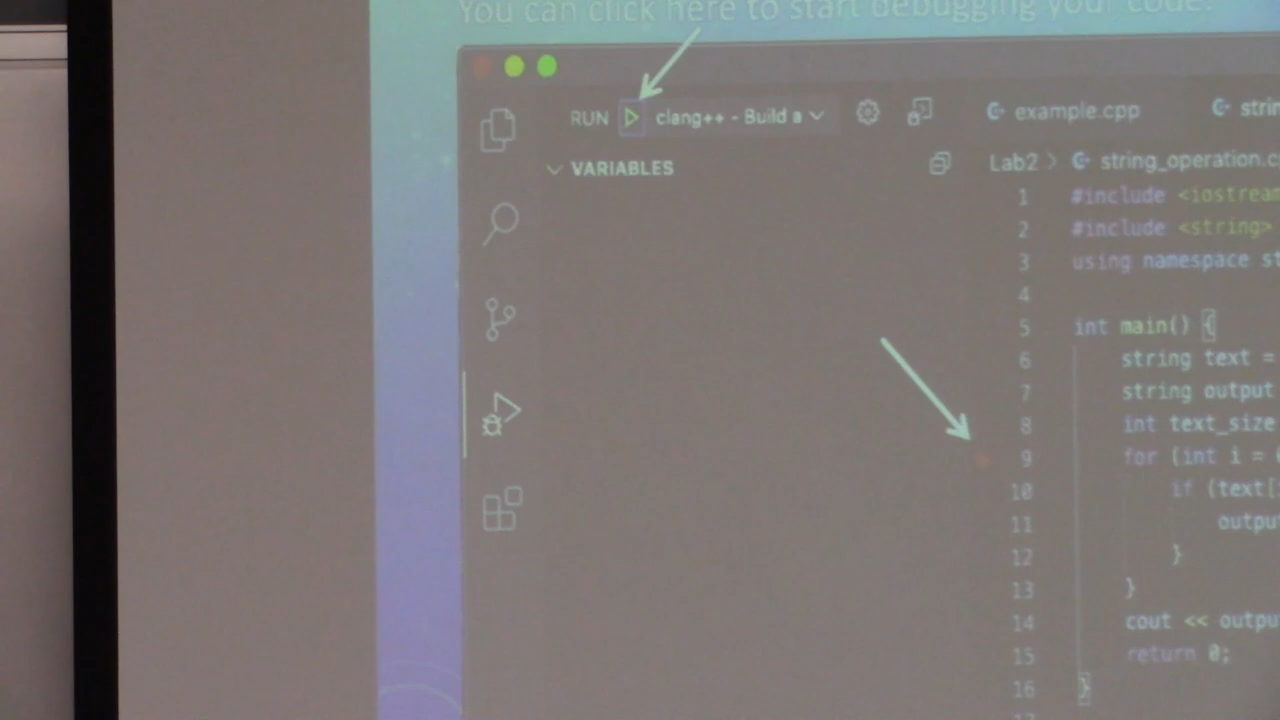 You can click here to start debugging your code.
RUN clang++ - Build a
example.cpp
VARIABLES
Lab2 > string_operation.c
1 #include <iostream
2 #include <string>
3 using namespace st
4
5 int main() {
6 string text =
7 string output
8 int text_size
9 for (int i =
10 if (text[
11 outpu
12 }
13 }
14 cout << outpu
15 return 0;
16 }
17